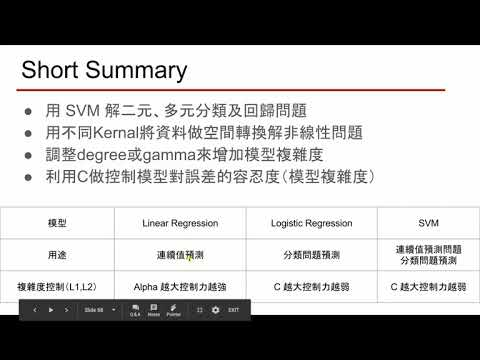 Short Summary
● 用 SVM 解二元、多元分類及回歸問題
● 用不同Kernal將資料做空間轉換解非線性問題
● 調整degree或gamma來增加模型複雜度
● 利用C做控制模型對誤差的容忍度(模型複雜度)
模型 Linear Regression Logistic Regression SVM
用途 連續值預測 分類問題預測 連續值預測問題
分類問題預測
複雜度控制(L1,L2) Alpha 越大控制力越強 C 越大控制力越弱 C 越大控制力越弱
Slide 68 Q&A Notes Pointer EXIT